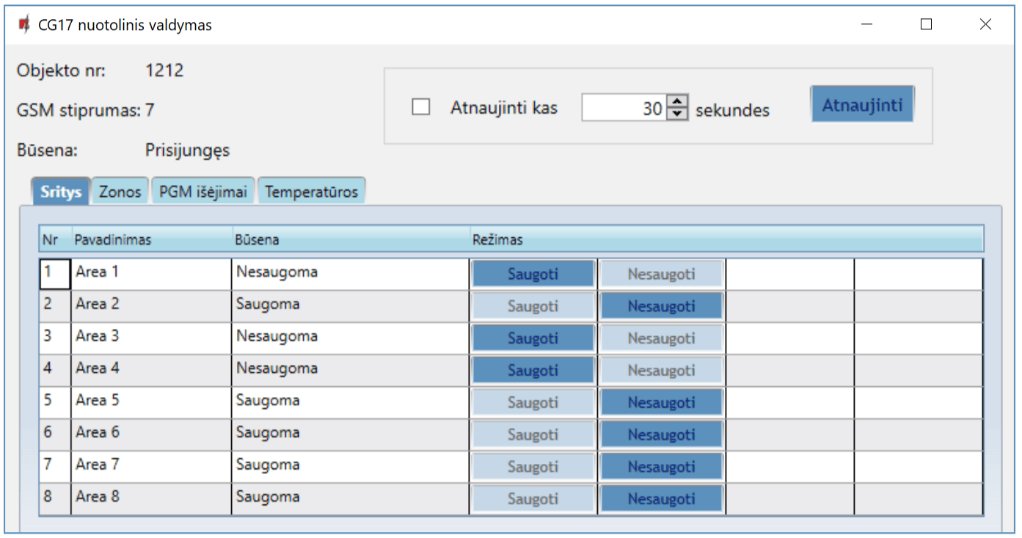 CG17 nuotolinis valdymas
Objekto nr: 1212
GSM stiprumas: 7
Būsena: Prisijungęs
Atnaujinti kas 30 sekundes Atnaujinti
Sritys Zonos PGM išėjimai Temperatūros
Nr Pavadinimas Būsena Režimas
1 Area 1 Nesaugoma Saugoti Nesaugoti
2 Area 2 Saugoma Saugoti Nesaugoti
3 Area 3 Nesaugoma Saugoti Nesaugoti
4 Area 4 Nesaugoma Saugoti Nesaugoti
5 Area 5 Saugoma Saugoti Nesaugoti
6 Area 6 Saugoma Saugoti Nesaugoti
7 Area 7 Saugoma Saugoti Nesaugoti
8 Area 8 Saugoma Saugoti Nesaugoti